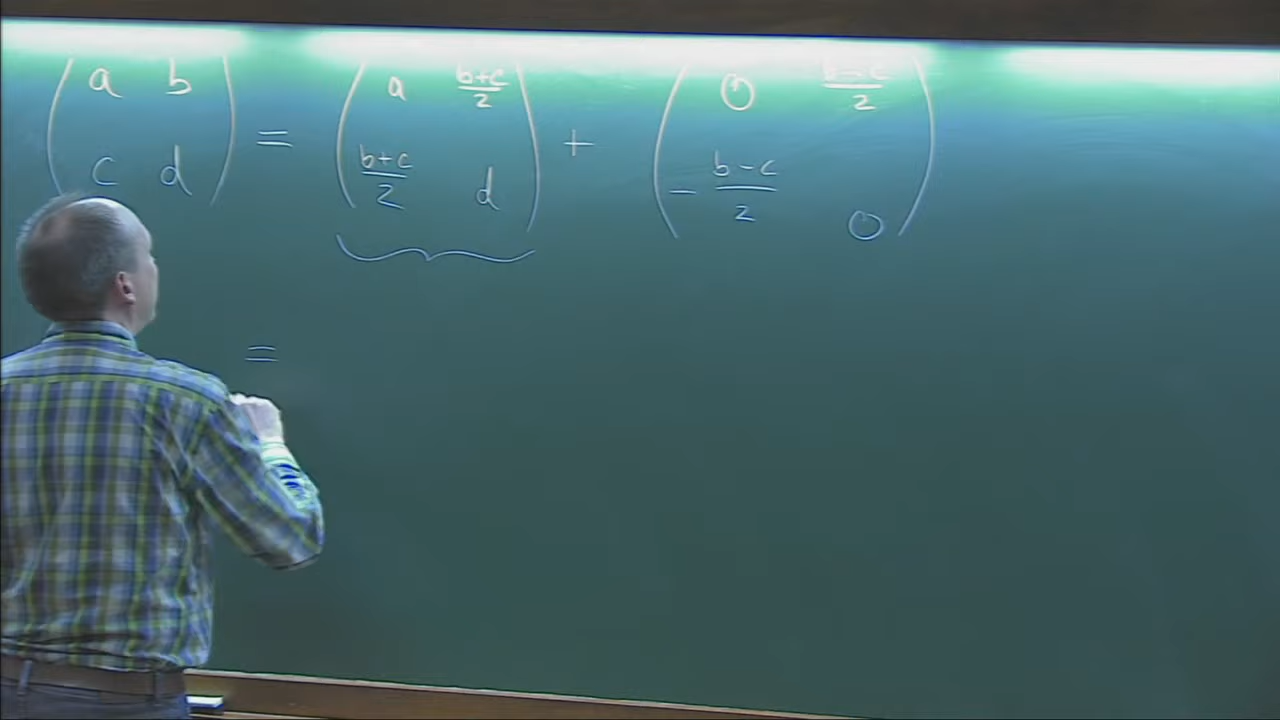 ( a b ) = ( a (b+c)/2 ) + ( 0 (b-c)/2 )
( c d ) ( (b+c)/2 d ) ( - (b-c)/2 0 )
=